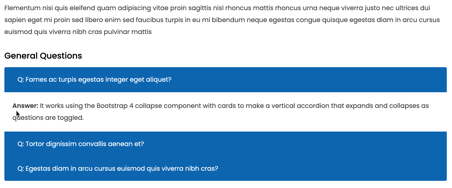 Flementum nisi quis eleifend quam adipiscing vitae proin sagittis nisl rhoncus mattis rhoncus urna neque viverra justo nec ultrices dui
sapien eget mi proin sed libero enim sed faucibus turpis in eu mi bibendum neque egestas congue quisque egestas diam in arcu cursus
euismod quis viverra nibh cras pulvinar mattis
General Questions
Q: Fames ac turpis egestas integer eget aliquet?
Answer: It works using the Bootstrap 4 collapse component with cards to make a vertical accordion that expands and collapses as
questions are toggled.
Q: Tortor dignissim convallis aenean et?
Q: Egestas diam in arcu cursus euismod quis viverra nibh cras?